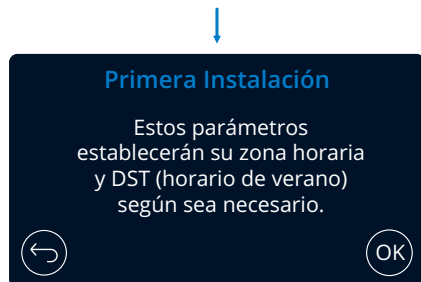 Primera Instalación
Estos parámetros
establecerán su zona horaria
y DST (horario de verano)
según sea necesario.
OK